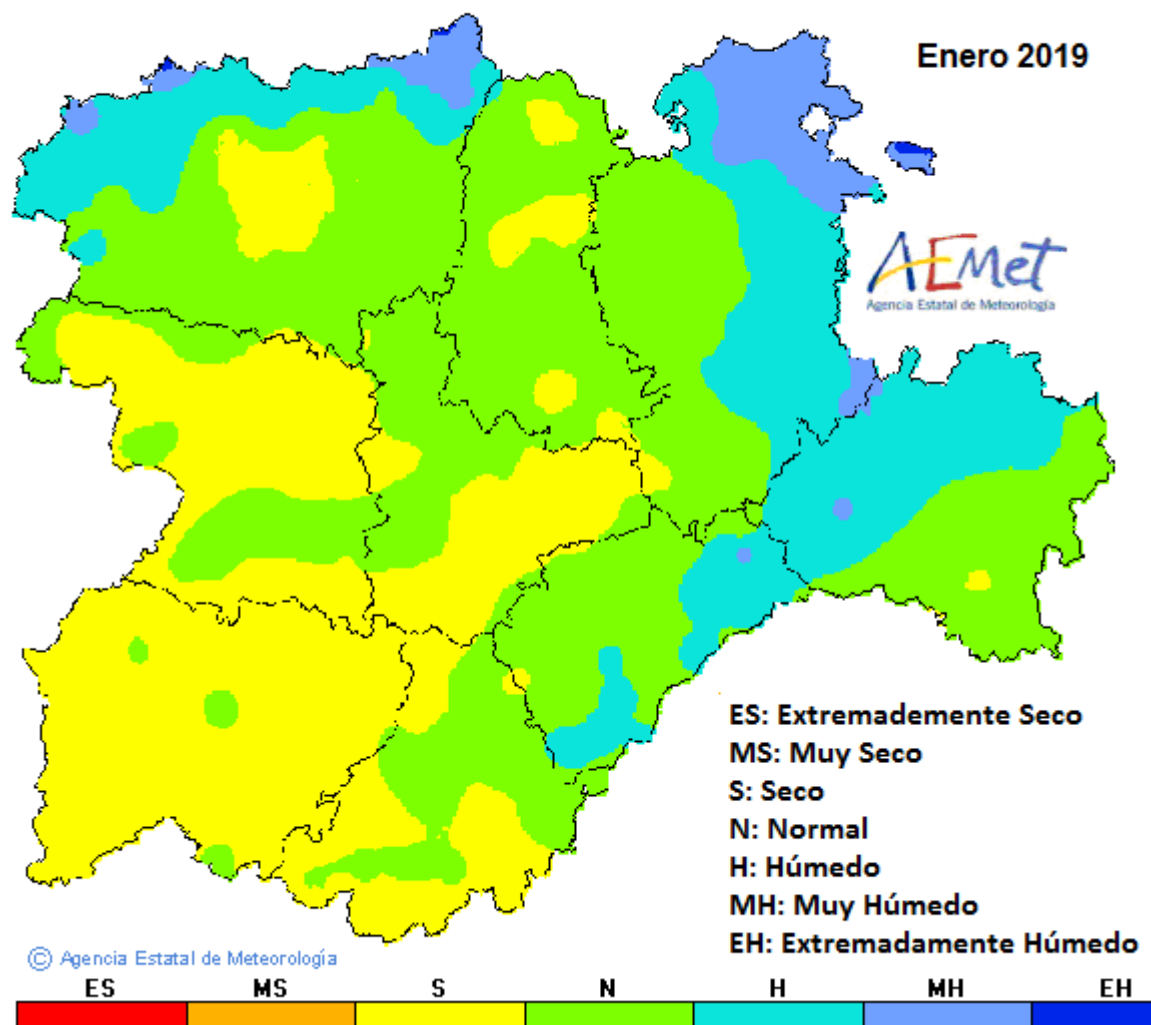 Enero 2019
AEMet
Agencia Estatal de Meteorología
ES: Extremademente Seco
MS: Muy Seco
S: Seco
N: Normal
H: Húmedo
MH: Muy Húmedo
EH: Extremadamente Húmedo
© Agencia Estatal de Meteorología
ES MS S N H MH EH